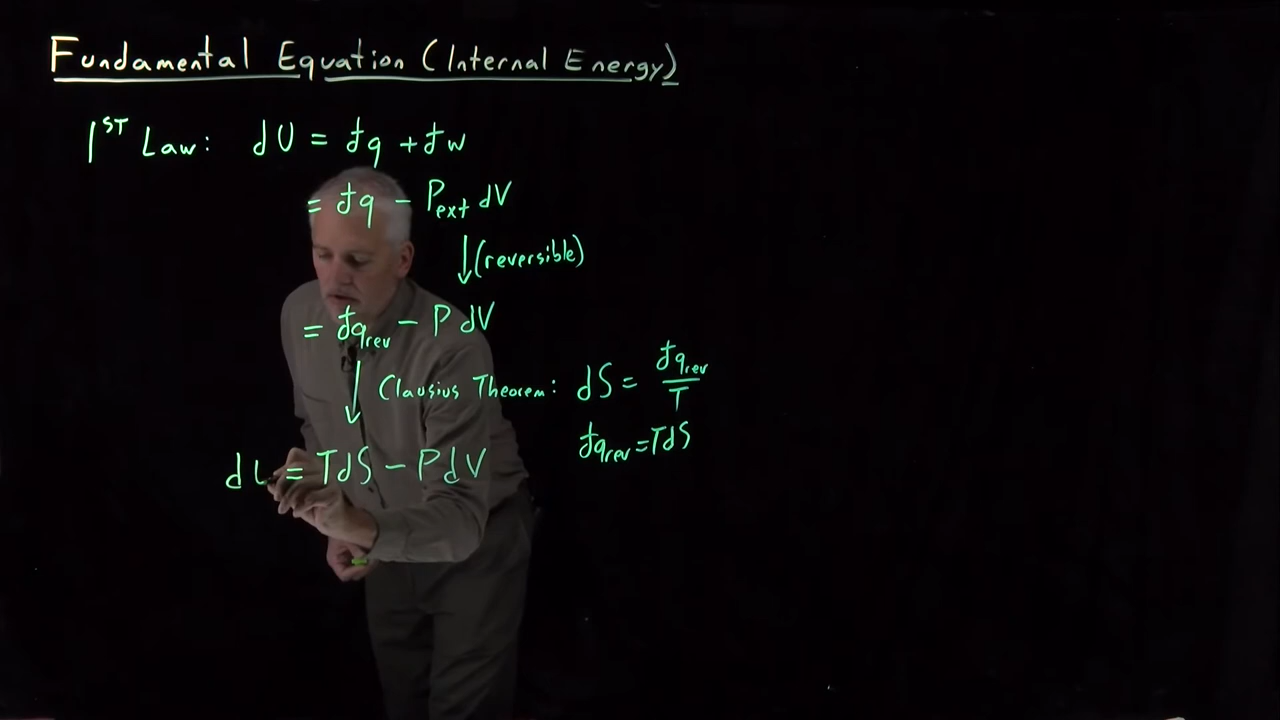 Fundamental Equation (Internal Energy)
1ST Law: dU = đq + đw
= đq − Pext dV
↓ (reversible)
= đqrev − P dV
↓ Clausius Theorem: dS = đqrev / T
đqrev = TdS
dU = TdS − PdV